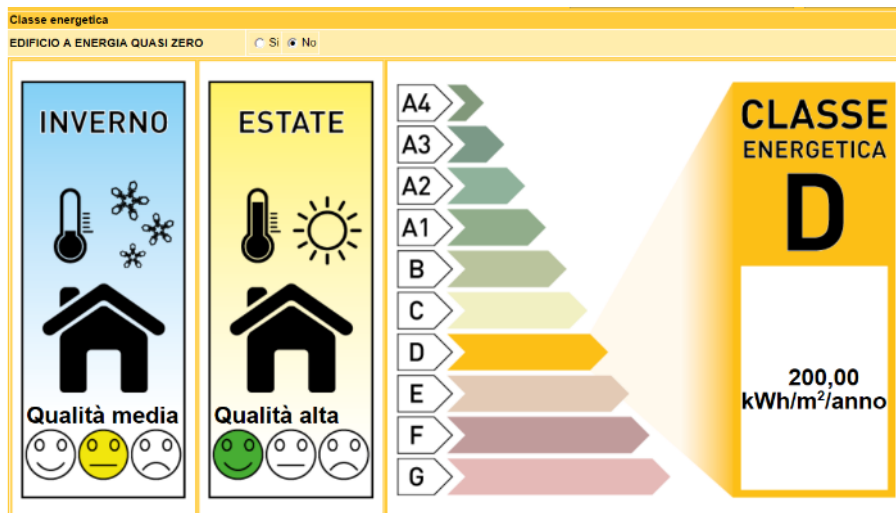 Classe energetica
EDIFICIO A ENERGIA QUASI ZERO Si No
INVERNO
Qualità media
ESTATE
Qualità alta
A4
A3
A2
A1
B
C
D
E
F
G
CLASSE
ENERGETICA
D
200,00
kWh/m²/anno